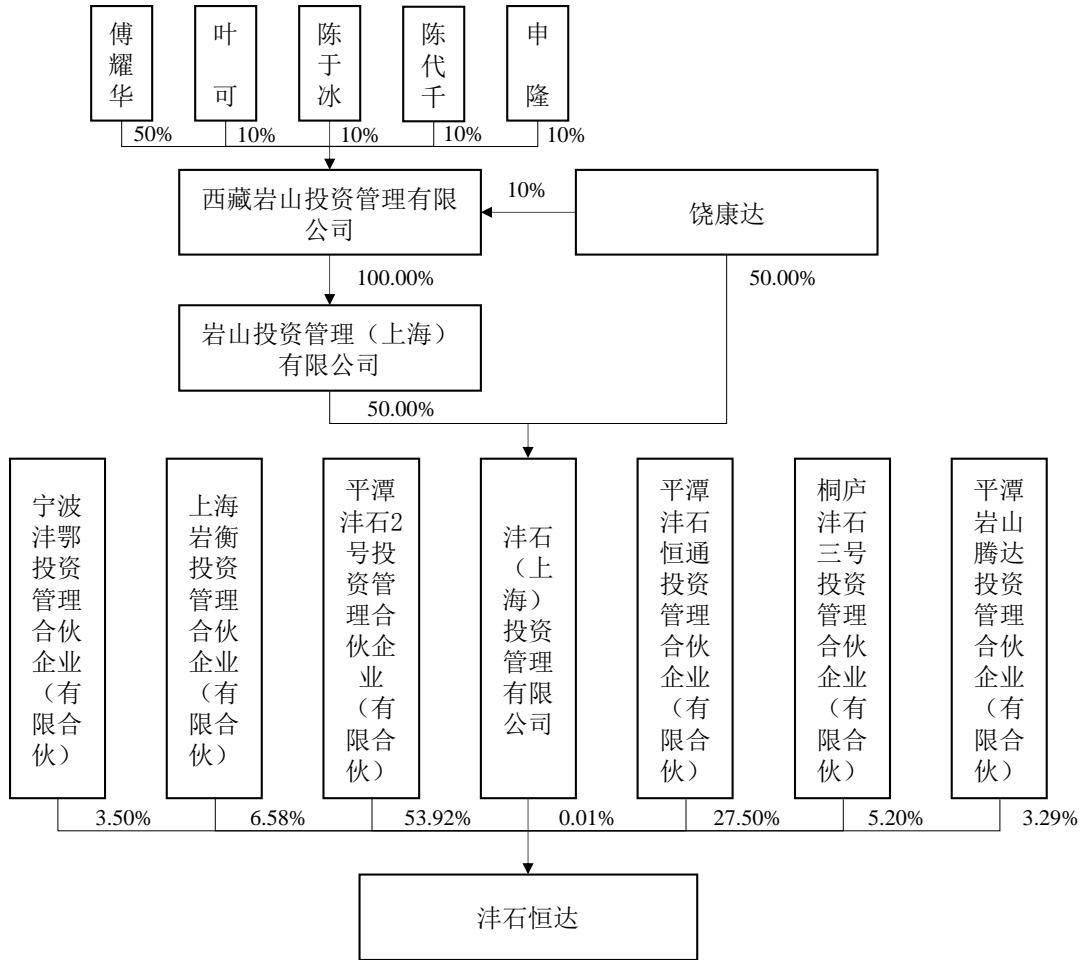 傅
耀
华
叶
可
陈
于
冰
陈
代
千
申
隆
50%
10%
10%
10%
10%
西藏岩山投资管理有限
公司
10%
饶康达
100.00%
50.00%
岩山投资管理（上海）
有限公司
50.00%
宁波
沣鄂
投资
管理
合伙
企业
（有
限合
伙）
上海
岩衡
投资
管理
合伙
企业
（有
限合
伙）
平潭
沣石2
号投
资管
理合
伙企
业
（有
限合
伙）
沣石
（上
海）
投资
管理
有限
公司
平潭
沣石
恒通
投资
管理
合伙
企业
（有
限合
伙）
桐庐
沣石
三号
投资
管理
合伙
企业
（有
限合
伙）
平潭
岩山
腾达
投资
管理
合伙
企业
（有
限合
伙）
3.50%
6.58%
53.92%
0.01%
27.50%
5.20%
3.29%
沣石恒达